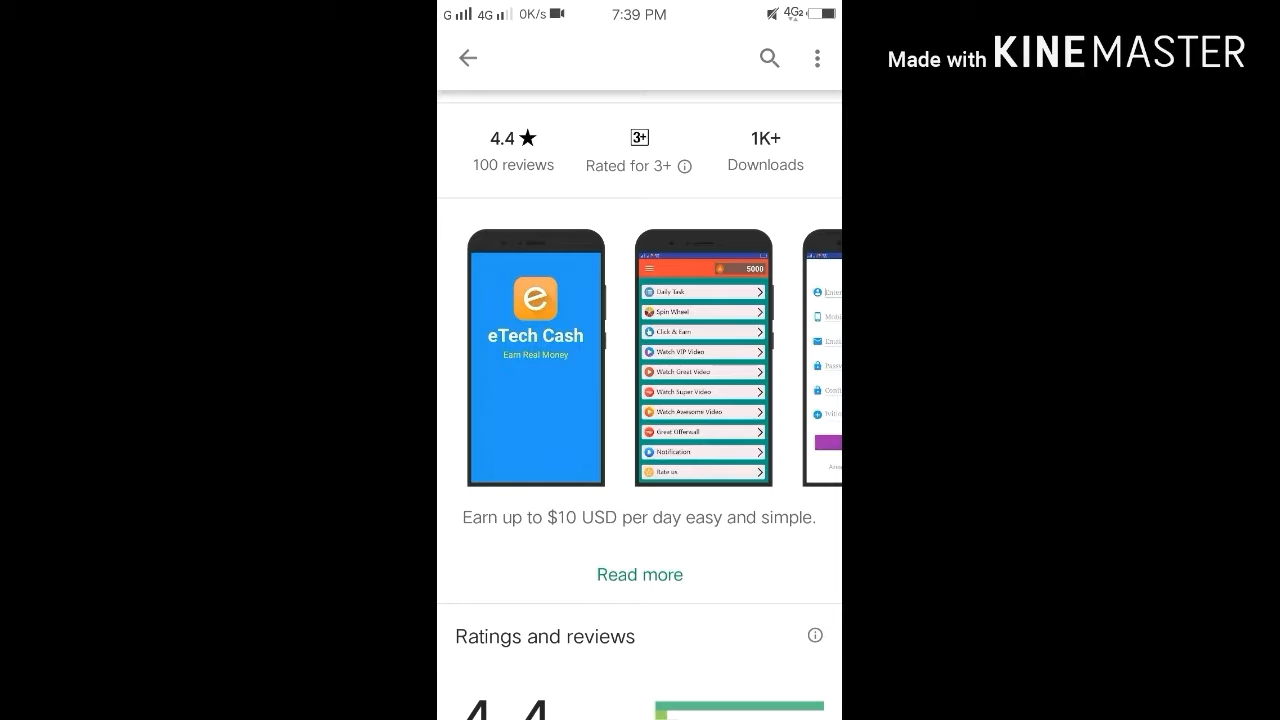 G 4G 0K/s 7:39 PM 4G2
Made with KINEMASTER
4.4★ 3+ 1K+
100 reviews Rated for 3+ Downloads
e
eTech Cash
Earn Real Money
5000
Daily Task
Spin Wheel
Click & Earn
Watch VIP Video
Watch Great Video
Watch Super Video
Watch Awesome Video
Great Offerwall
Notification
Rate us
Earn up to $10 USD per day easy and simple.
Read more
Ratings and reviews
4.4